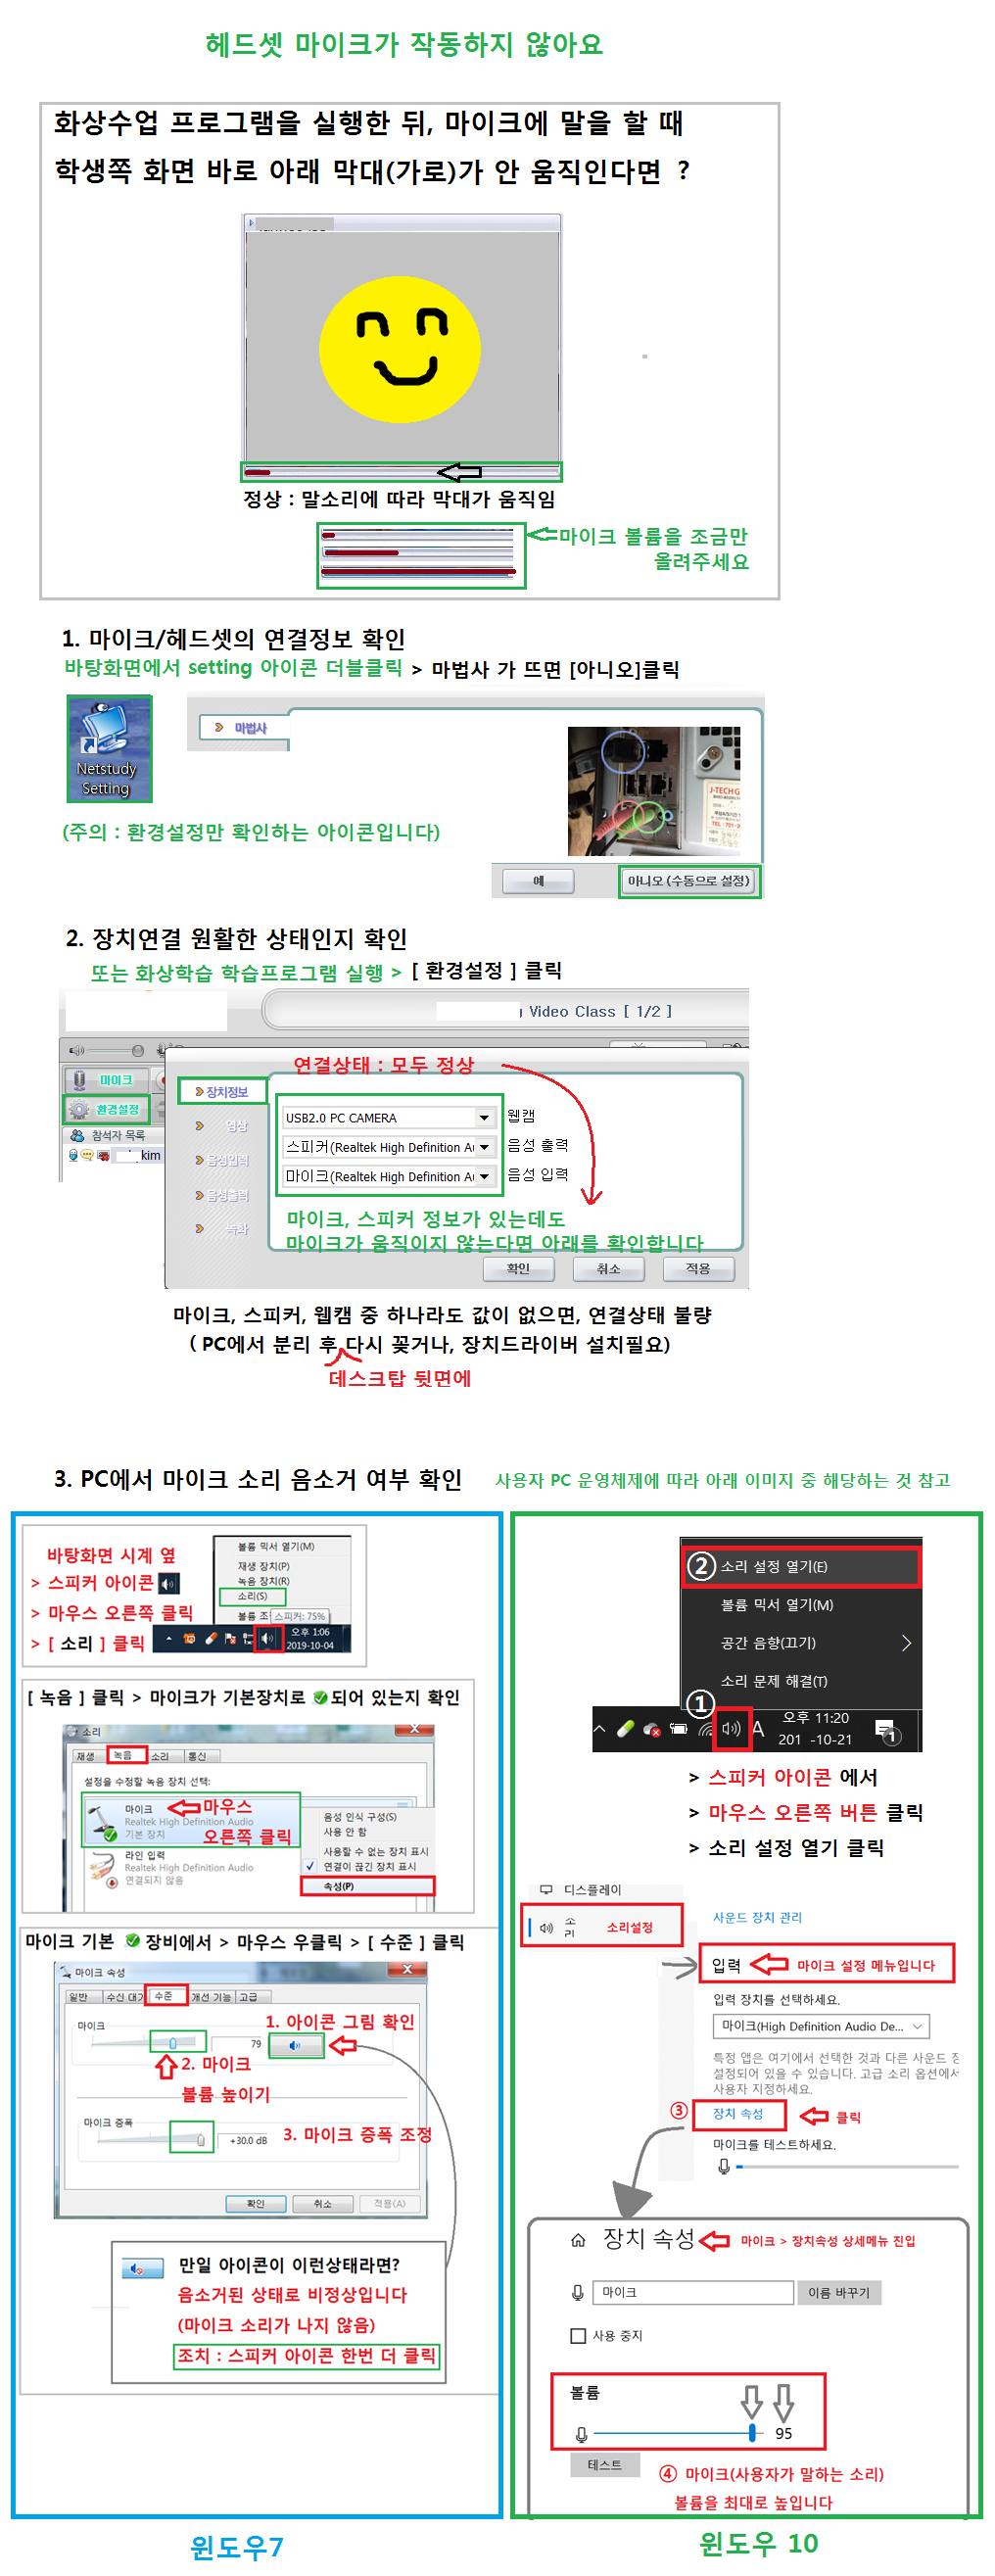 헤드셋 마이크가 작동하지 않아요
화상수업 프로그램을 실행한 뒤, 마이크에 말을 할 때
학생쪽 화면 바로 아래 막대(가로)가 안 움직인다면 ?
정상 : 말소리에 따라 막대가 움직임
마이크 볼륨을 조금만
올려주세요
1. 마이크/헤드셋의 연결정보 확인
바탕화면에서 setting 아이콘 더블클릭 > 마법사 가 뜨면 [아니오]클릭
마법사
Netstudy
Setting
J-TECH G
(주의 : 환경설정만 확인하는 아이콘입니다)
예
아니오 (수동으로 설정)
2. 장치연결 원활한 상태인지 확인
또는 화상학습 학습프로그램 실행 > [ 환경설정 ] 클릭
Video Class [ 1/2 ]
연결상태 : 모두 정상
마이크
환경설정
참석자 목록
kim
장치정보
영상
음성입력
음성출력
녹화
USB2.0 PC CAMERA
웹캠
스피커(Realtek High Definition Au
음성 출력
마이크(Realtek High Definition Au
음성 입력
마이크, 스피커 정보가 있는데도
마이크가 움직이지 않는다면 아래를 확인합니다
확인
취소
적용
마이크, 스피커, 웹캠 중 하나라도 값이 없으면, 연결상태 불량
( PC에서 분리 후 다시 꽂거나, 장치드라이버 설치필요)
데스크탑 뒷면에
3. PC에서 마이크 소리 음소거 여부 확인
사용자 PC 운영체제에 따라 아래 이미지 중 해당하는 것 참고
바탕화면 시계 옆
> 스피커 아이콘
> 마우스 오른쪽 클릭
> [ 소리 ] 클릭
볼륨 믹서 열기(M)
재생 장치(P)
녹음 장치(R)
소리(S)
볼륨 조
스피커: 75%
오후 1:06
2019-10-04
[ 녹음 ] 클릭 > 마이크가 기본장치로 되어 있는지 확인
소리
재생
녹음
소리
통신
설정을 수정할 녹음 장치 선택:
마이크
Realtek High Definition Audio
기본 장치
마우스
오른쪽 클릭
라인 입력
Realtek High Definition Audio
연결되지 않음
음성 인식 구성(S)
사용 안 함
사용할 수 없는 장치 표시
연결이 끊긴 장치 표시
속성(P)
마이크 기본 장비에서 > 마우스 우클릭 > [ 수준 ] 클릭
마이크 속성
일반
수신 대기
수준
개선 기능
고급
마이크
79
1. 아이콘 그림 확인
2. 마이크
볼륨 높이기
마이크 증폭
+30.0 dB
3. 마이크 증폭 조정
확인
취소
적용(A)
만일 아이콘이 이런상태라면?
음소거된 상태로 비정상입니다
(마이크 소리가 나지 않음)
조치 : 스피커 아이콘 한번 더 클릭
윈도우7
② 소리 설정 열기(E)
볼륨 믹서 열기(M)
공간 음향(끄기)
소리 문제 해결(T)
①
A
오후 11:20
201 -10-21
1
> 스피커 아이콘 에서
> 마우스 오른쪽 버튼 클릭
> 소리 설정 열기 클릭
디스플레이
소리
소리설정
사운드 장치 관리
입력
마이크 설정 메뉴입니다
입력 장치를 선택하세요.
마이크(High Definition Audio De...
특정 앱은 여기에서 선택한 것과 다른 사운드 장
설정되어 있을 수 있습니다. 고급 소리 옵션에서
사용자 지정하세요.
③ 장치 속성
클릭
마이크를 테스트하세요.
장치 속성
마이크 > 장치속성 상세메뉴 진입
마이크
이름 바꾸기
사용 중지
볼륨
95
테스트
④ 마이크(사용자가 말하는 소리)
볼륨을 최대로 높입니다
윈도우 10